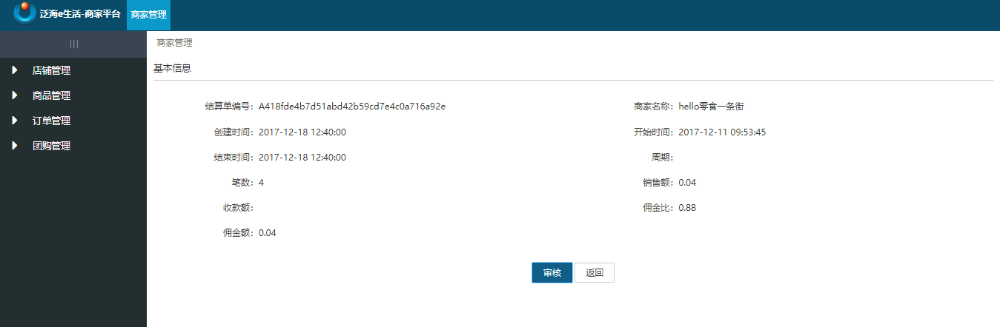 泛海e生活-商家平台 商家管理
商家管理
店铺管理
商品管理
订单管理
团购管理
基本信息
结算单编号： A418fde4b7d51abd42b59cd7e4c0a716a92e 商家名称： hello零食一条街
创建时间： 2017-12-18 12:40:00 开始时间： 2017-12-11 09:53:45
结束时间： 2017-12-18 12:40:00 周期：
笔数： 4 销售额： 0.04
收款额： 佣金比： 0.88
佣金额： 0.04
审核 返回